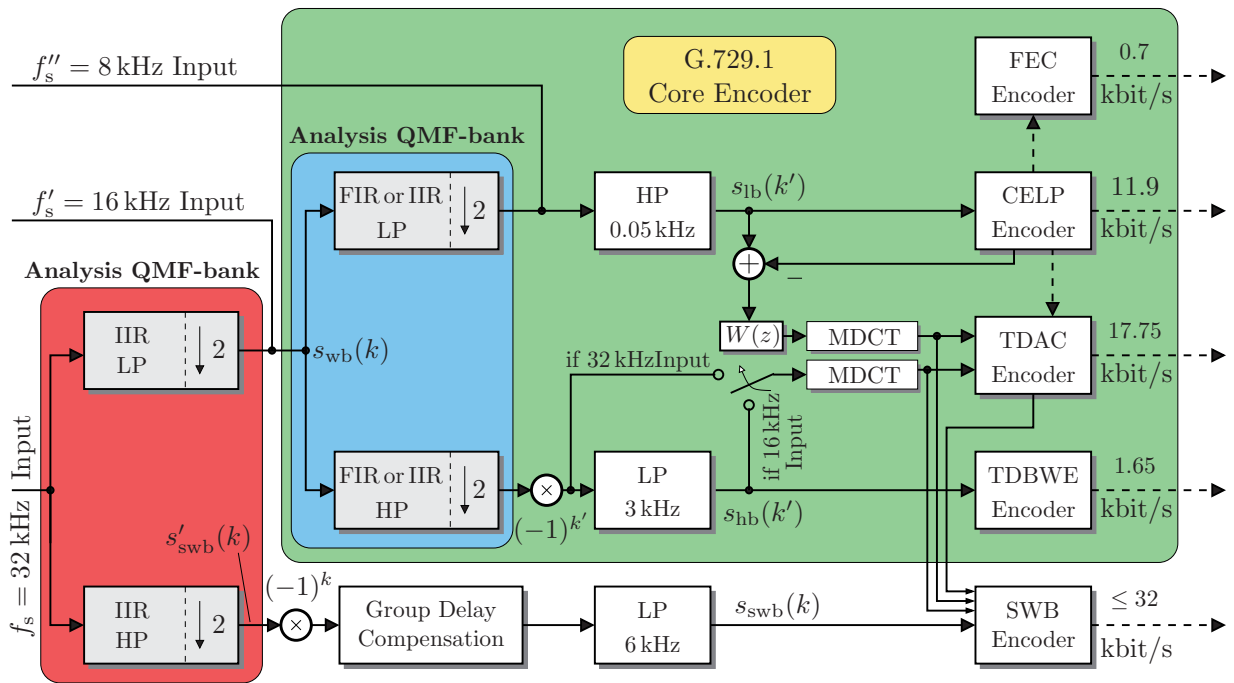 f″s = 8 kHz Input
G.729.1
Core Encoder
FEC
Encoder
0.7
kbit/s
Analysis QMF-bank
f′s = 16 kHz Input
FIR or IIR
LP
↓ 2
HP
0.05 kHz
slb(k′)
CELP
Encoder
11.9
kbit/s
+
−
Analysis QMF-bank
IIR
LP
↓ 2
swb(k)
W(z)
MDCT
TDAC
Encoder
17.75
kbit/s
if 32 kHzInput
MDCT
if 16 kHz
Input
fs = 32 kHz Input
FIR or IIR
HP
↓ 2
×
(−1)^k′
LP
3 kHz
shb(k′)
TDBWE
Encoder
1.65
kbit/s
s′swb(k)
IIR
HP
↓ 2
(−1)^k
×
Group Delay
Compensation
LP
6 kHz
sswb(k)
SWB
Encoder
≤ 32
kbit/s